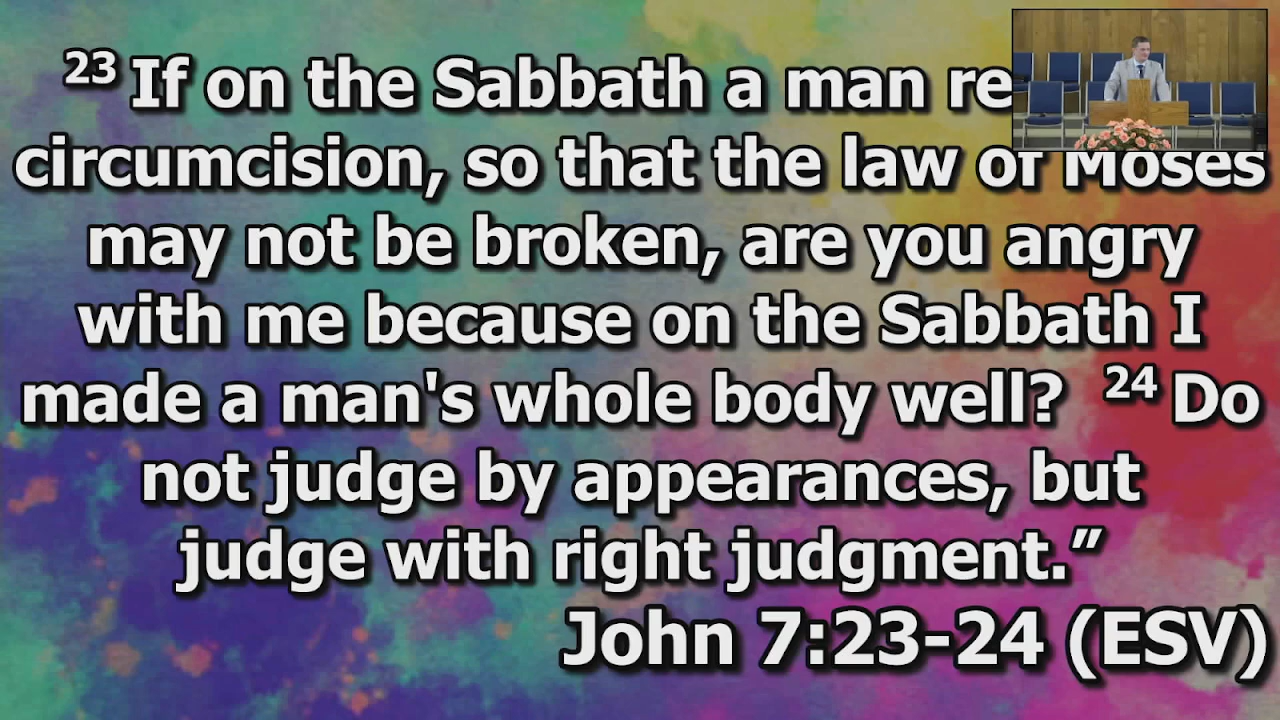 23 If on the Sabbath a man re
circumcision, so that the law of Moses
may not be broken, are you angry
with me because on the Sabbath I
made a man's whole body well? 24 Do
not judge by appearances, but
judge with right judgment.”
John 7:23-24 (ESV)